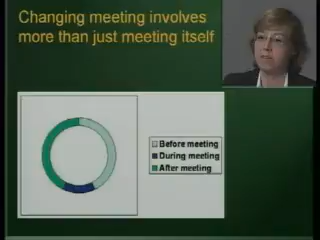 Changing meeting involves
more than just meeting itself
Before meeting
During meeting
After meeting